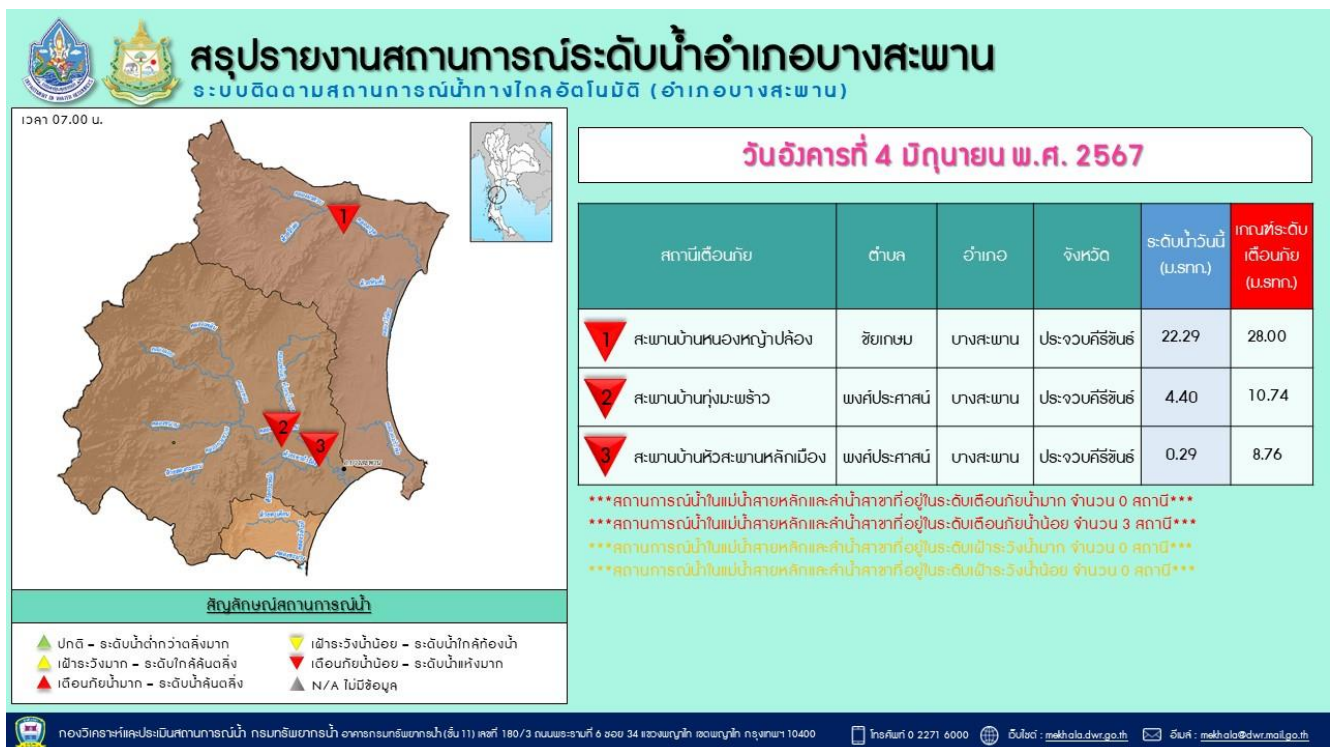 สรุปรายงานสถานการณ์ระดับน้ำอำเภอบางสะพาน
ระบบติดตามสถานการณ์น้ำทางไกลอัตโนมัติ (อำเภอบางสะพาน)
เวลา 07.00 น.
วันอังคารที่ 4 มิถุนายน พ.ศ. 2567
สถานีเตือนภัย ตำบล อำเภอ จังหวัด ระดับน้ำวันนี้ (ม.รทก.) เกณฑ์ระดับเตือนภัย (ม.รทก.)
1 สะพานบ้านหนองหญ้าปล้อง ชัยเกษม บางสะพาน ประจวบคีรีขันธ์ 22.29 28.00
2 สะพานบ้านทุ่งมะพร้าว พงศ์ประศาสน์ บางสะพาน ประจวบคีรีขันธ์ 4.40 10.74
3 สะพานบ้านหัวสะพานหลักเมือง พงศ์ประศาสน์ บางสะพาน ประจวบคีรีขันธ์ 0.29 8.76
***สถานการณ์น้ำในแม่น้ำสายหลักและลำน้ำสาขาที่อยู่ในระดับเตือนภัยน้ำมาก จำนวน 0 สถานี***
***สถานการณ์น้ำในแม่น้ำสายหลักและลำน้ำสาขาที่อยู่ในระดับเตือนภัยน้ำน้อย จำนวน 3 สถานี***
***สถานการณ์น้ำในแม่น้ำสายหลักและลำน้ำสาขาที่อยู่ในระดับเฝ้าระวังน้ำมาก จำนวน 0 สถานี***
***สถานการณ์น้ำในแม่น้ำสายหลักและลำน้ำสาขาที่อยู่ในระดับเฝ้าระวังน้ำน้อย จำนวน 0 สถานี***
1
2
3
สัญลักษณ์สถานการณ์น้ำ
ปกติ – ระดับน้ำต่ำกว่าตลิ่งมาก
เฝ้าระวังมาก – ระดับใกล้ล้นตลิ่ง
เตือนภัยน้ำมาก – ระดับน้ำล้นตลิ่ง
เฝ้าระวังน้ำน้อย – ระดับน้ำใกล้ท้องน้ำ
เตือนภัยน้ำน้อย – ระดับน้ำแห้งมาก
N/A ไม่มีข้อมูล
กองวิเคราะห์และประเมินสถานการณ์น้ำ กรมทรัพยากรน้ำ อาคารกรมทรัพยากรน้ำ (ชั้น 11) เลขที่ 180/3 ถนนพระรามที่ 6 ซอย 34 แขวงพญาไท เขตพญาไท กรุงเทพฯ 10400
โทรศัพท์ 0 2271 6000
เว็บไซต์ : mekhala.dwr.go.th
อีเมล์ : mekhala@dwr.mail.go.th